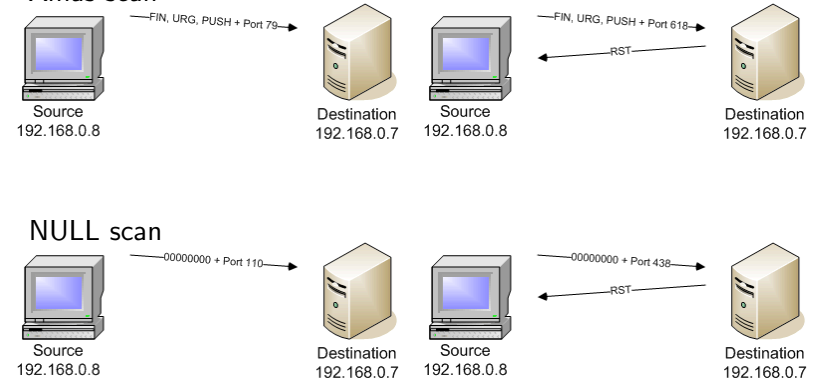 Xmas scan
FIN, URG, PUSH + Port 79
FIN, URG, PUSH + Port 618
RST
Source
192.168.0.8
Destination
192.168.0.7
Source
192.168.0.8
Destination
192.168.0.7
NULL scan
00000000 + Port 110
00000000 + Port 438
RST
Source
192.168.0.8
Destination
192.168.0.7
Source
192.168.0.8
Destination
192.168.0.7